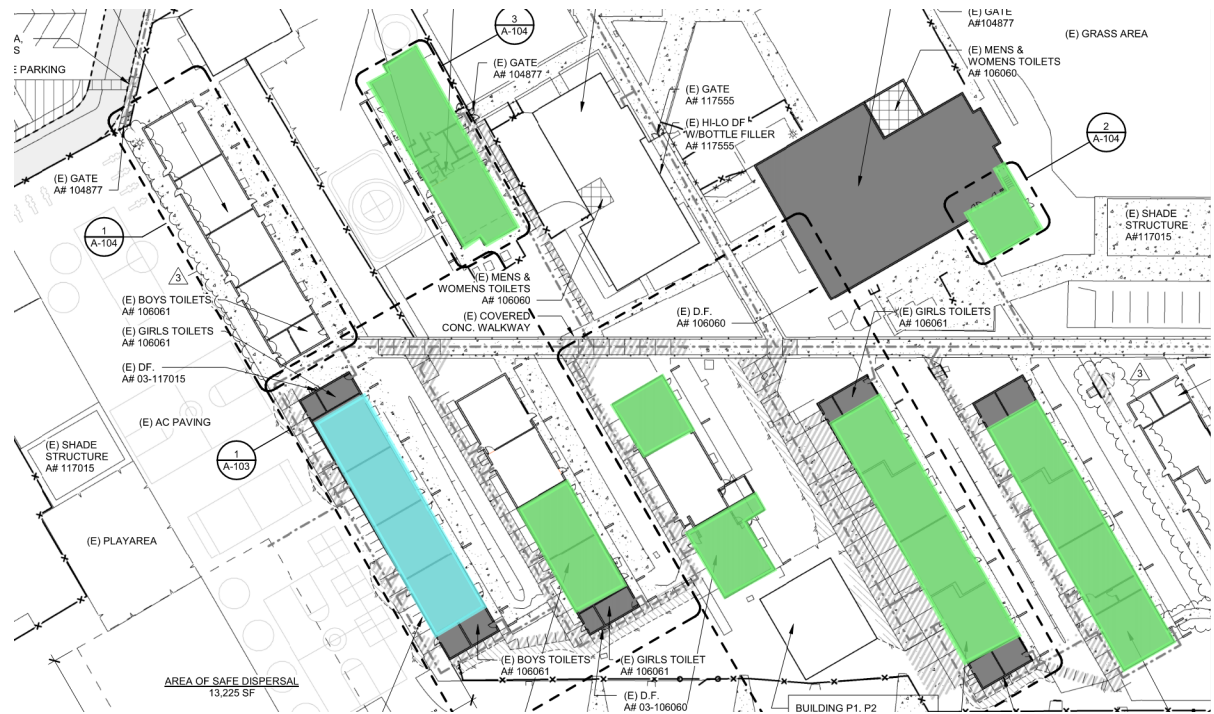 A,
S
E PARKING
3
A-104
(E) GATE
A# 104877
(E) GATE
A#104877
(E) GRASS AREA
(E) MENS &
WOMENS TOILETS
A# 106060
(E) GATE
A# 117555
(E) HI-LO DF
W/BOTTLE FILLER
A# 117555
2
A-104
(E) GATE
A# 104877
1
A-104
3
(E) SHADE
STRUCTURE
A#117015
(E) MENS &
WOMENS TOILETS
A# 106060
(E) BOYS TOILETS
A# 106061
(E) GIRLS TOILETS
A# 106061
(E) COVERED
CONC. WALKWAY
(E) D.F.
A# 106060
(E) GIRLS TOILETS
A# 106061
(E) DF.
A# 03-117015
3
(E) AC PAVING
(E) SHADE
STRUCTURE
A# 117015
1
A-103
(E) PLAYAREA
AREA OF SAFE DISPERSAL
13,225 SF
(E) BOYS TOILETS
A# 106061
(E) GIRLS TOILET
A# 106061
(E) D.F.
A# 03-106060
BUILDING P1, P2